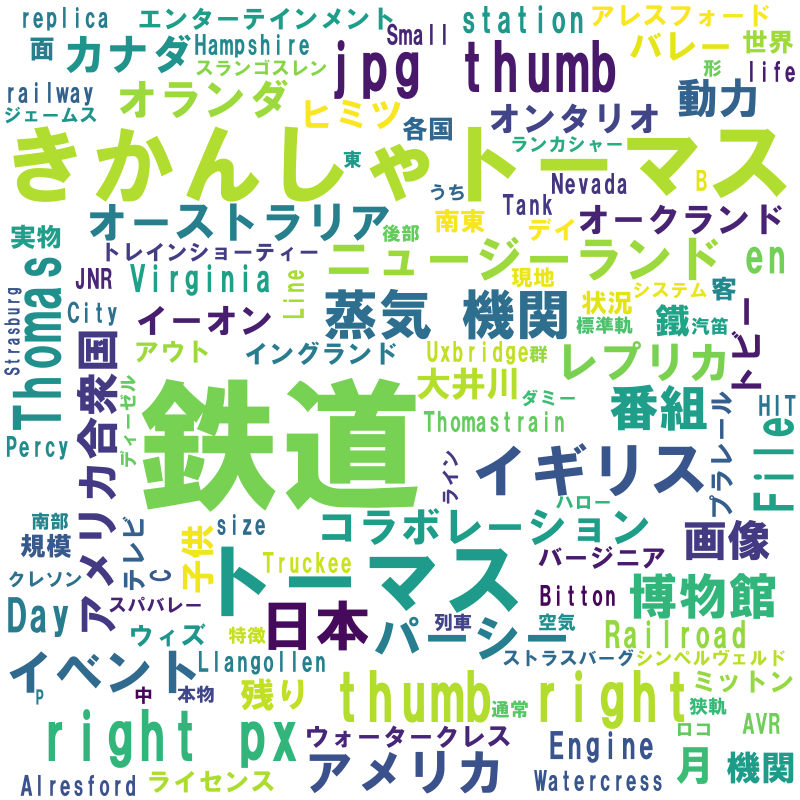 replica
エンターテインメント
station
アレスフォード
面
カナダ
Hampshire
Small
jpg thumb
バレー
世界
スランゴスレン
形
life
railway
オランダ
ヒミツ
各国
オンタリオ
動力
ジェームス
ランカシャー
きかんしゃトーマス
東
うち
Nevada
B
Tank
オークランド
オーストラリア
後部
南東
デイ
実物
トレインショーティー
ニュージーランド
en
JNR
Virginia
Line
現地
状況
システム
客
Strasburg
Thomas
City
イーオン
蒸気 機関
標準軌
鐵
汽笛
トビー
アメリカ合衆国
アウト
イングランド
Uxbridge
群
レプリカ
大井川
ダミー
番組
HIT
Percy
ディーゼル
鉄道
Thomastrain
プラレール
File
ライン
イギリス
ハロー
南部
規模
テレビ
C
子供
size
コラボレーション
画像
クレソン
トーマス
Truckee
バージニア
Day
スパバレー
日本
パーシー
列車
空気
Bitton
博物館
ウィズ
特徴
Railroad
イベント
Llangollen
ストラスバーグ
シンペルヴェルド
P
中
本物
残り
thumb right
通常
ミットン
狭軌
right px
ウォータークレス
Engine
ロコ
AVR
Alresford
ライセンス
アメリカ
Watercress
月
機関